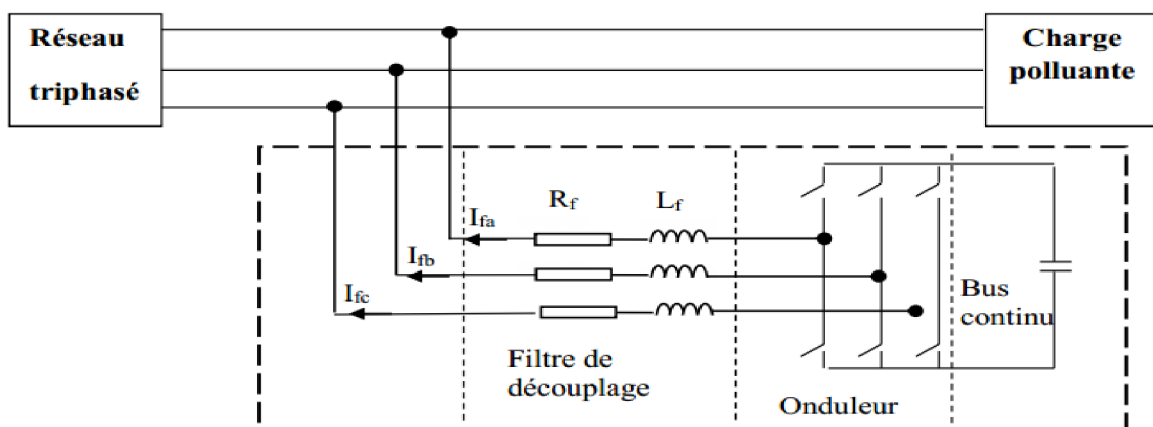 Réseau
triphasé
Charge
polluante
Rf
Lf
Ifa
Ifb
Ifc
Bus
continu
Filtre de
découplage
Onduleur